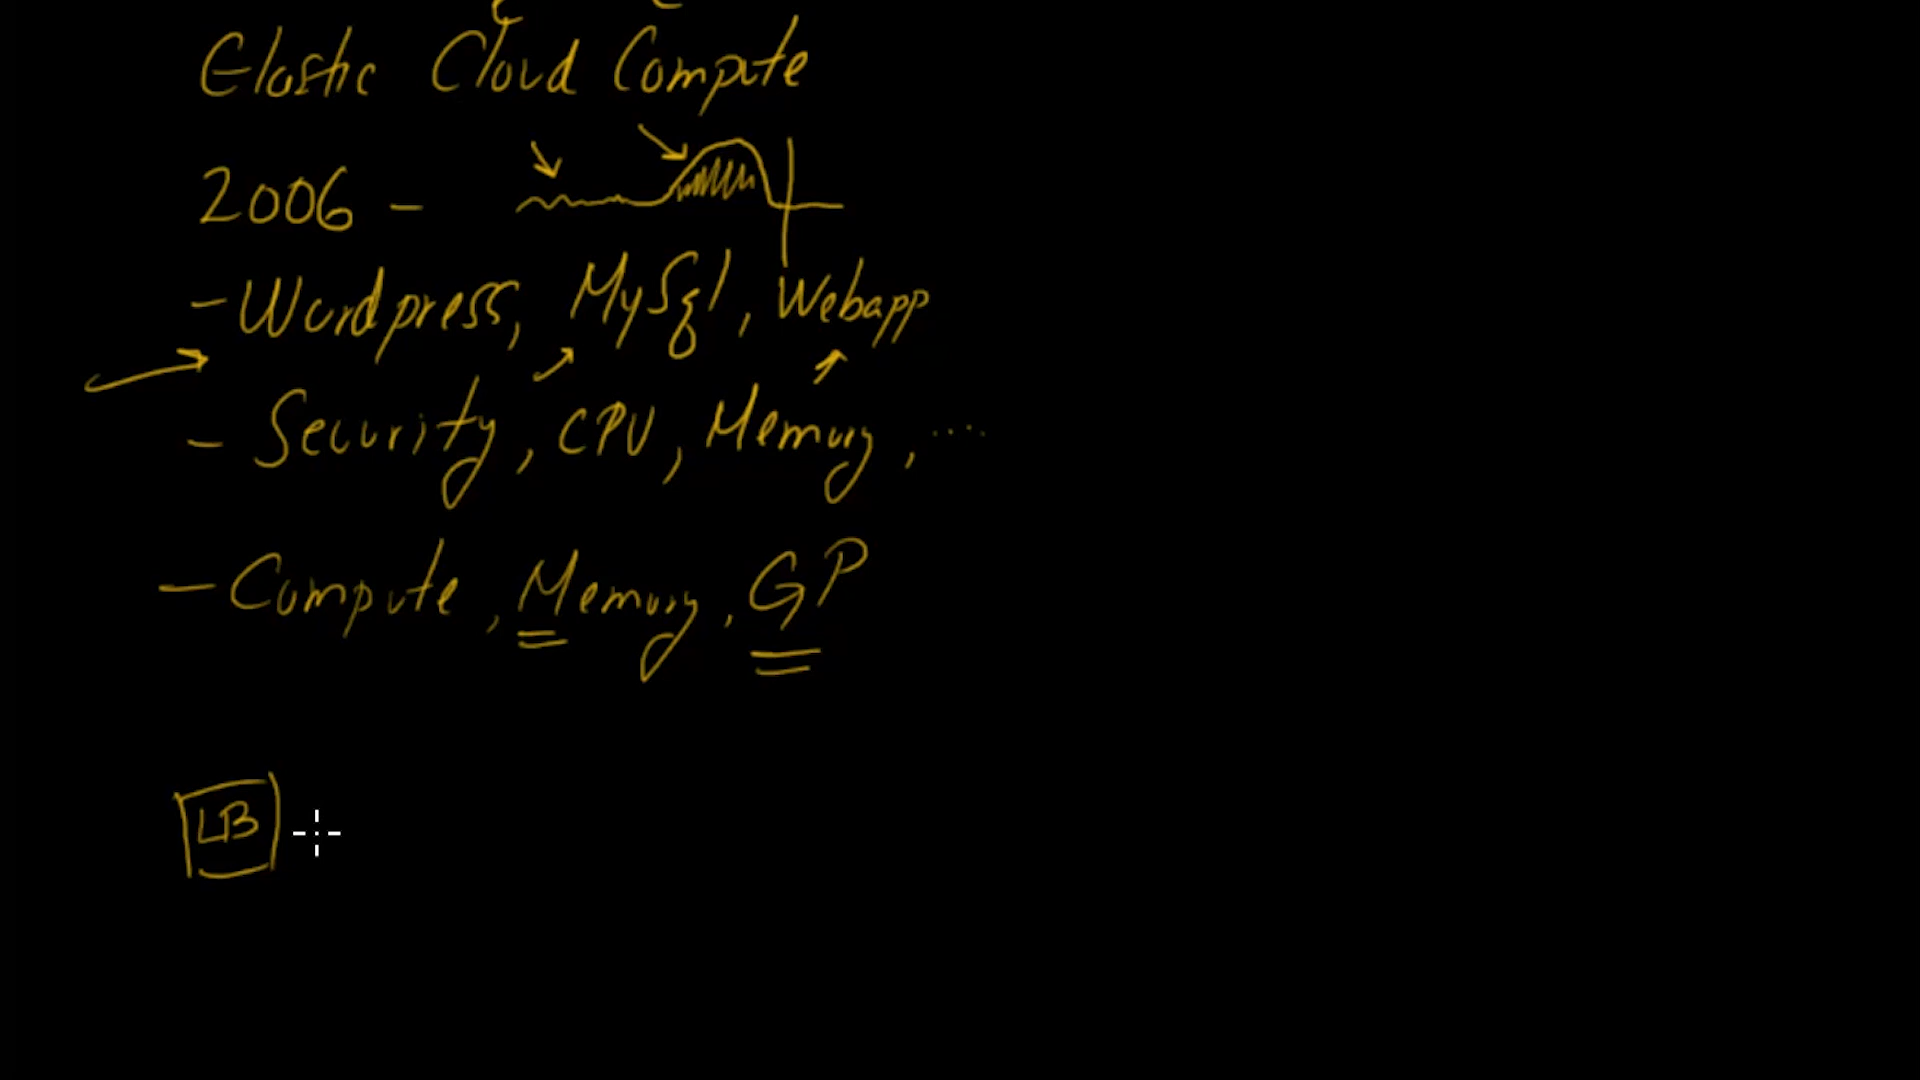 Elastic Cloud Compute
2006 -
- Wordpress, MySql, Webapp
- Security, CPU, Memory, ....
- Compute, Memory, GP
LB